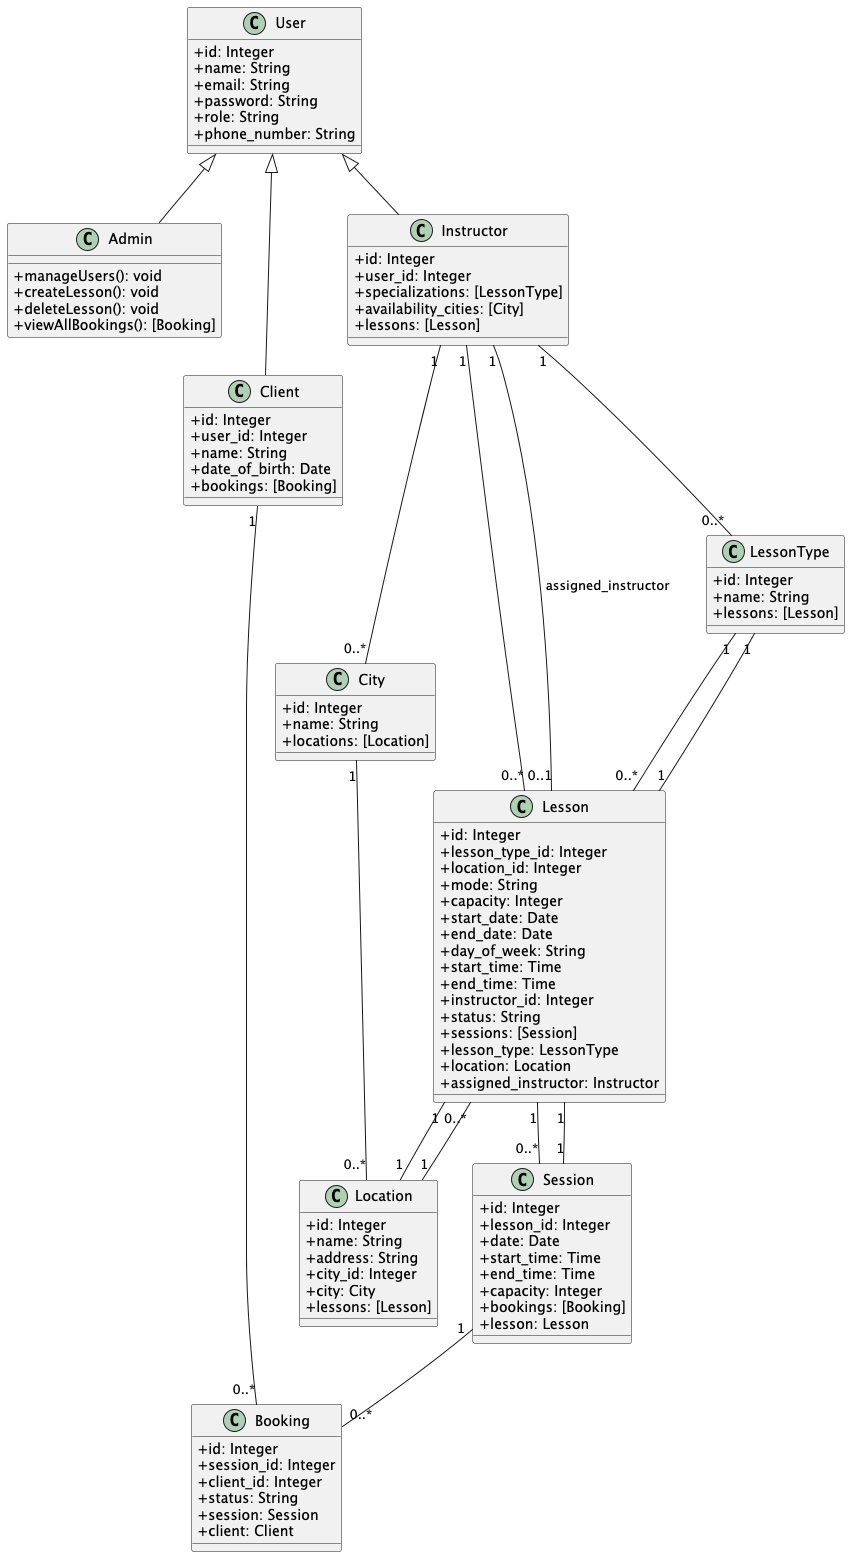 C User
+id: Integer
+name: String
+email: String
+password: String
+role: String
+phone_number: String
C Admin
+manageUsers(): void
+createLesson(): void
+deleteLesson(): void
+viewAllBookings(): [Booking]
C Instructor
+id: Integer
+user_id: Integer
+specializations: [LessonType]
+availability_cities: [City]
+lessons: [Lesson]
1 1 1 1
C Client
+id: Integer
+user_id: Integer
+name: String
+date_of_birth: Date
+bookings: [Booking]
1
0..*
C LessonType
+id: Integer
+name: String
+lessons: [Lesson]
1 1
assigned_instructor
0..*
C City
+id: Integer
+name: String
+locations: [Location]
1
0..* 0..1 0..* 1
C Lesson
+id: Integer
+lesson_type_id: Integer
+location_id: Integer
+mode: String
+capacity: Integer
+start_date: Date
+end_date: Date
+day_of_week: String
+start_time: Time
+end_time: Time
+instructor_id: Integer
+status: String
+sessions: [Session]
+lesson_type: LessonType
+location: Location
+assigned_instructor: Instructor
1 0..* 1 1
0..* 1 1 0..* 1
C Location
+id: Integer
+name: String
+address: String
+city_id: Integer
+city: City
+lessons: [Lesson]
C Session
+id: Integer
+lesson_id: Integer
+date: Date
+start_time: Time
+end_time: Time
+capacity: Integer
+bookings: [Booking]
+lesson: Lesson
1
0..* 0..*
C Booking
+id: Integer
+session_id: Integer
+client_id: Integer
+status: String
+session: Session
+client: Client